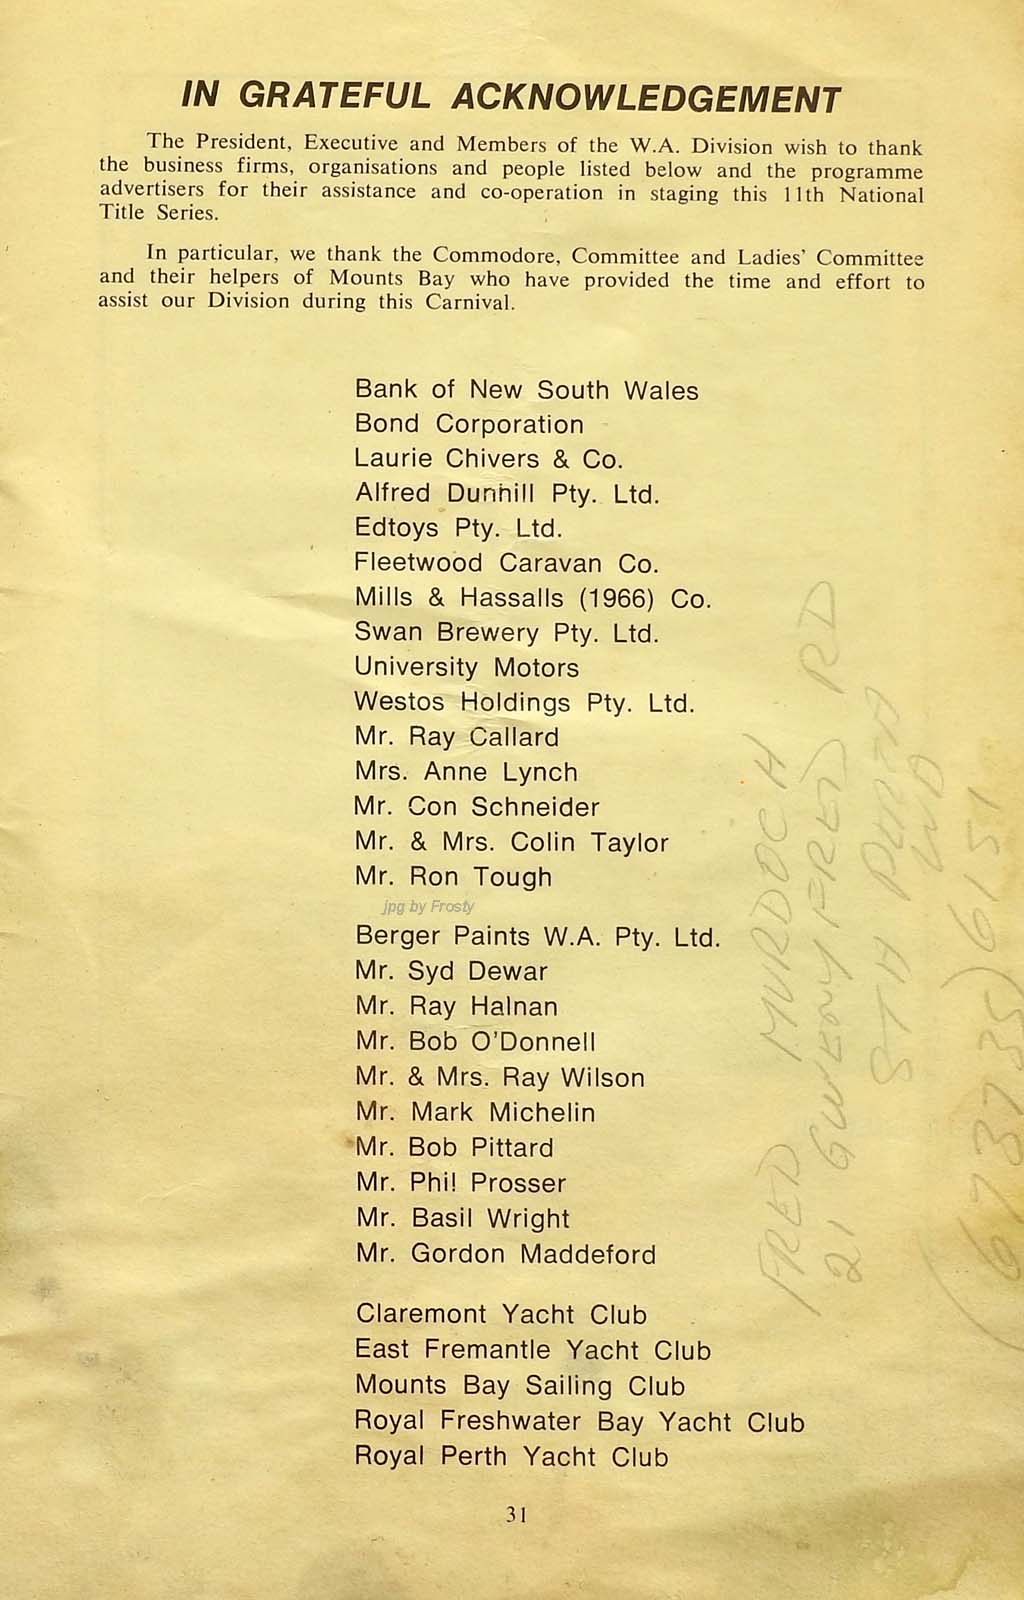 IN GRATEFUL ACKNOWLEDGEMENT
The President, Executive and Members of the W.A. Division wish to thank
the business firms, organisations and people listed below and the programme
advertisers for their assistance and co-operation in staging this 11th National
Title Series.
In particular, we thank the Commodore, Committee and Ladies' Committee
and their helpers of Mounts Bay who have provided the time and effort to
assist our Division during this Carnival.
Bank of New South Wales
Bond Corporation
Laurie Chivers & Co.
Alfred Dunhill Pty. Ltd.
Edtoys Pty. Ltd.
Fleetwood Caravan Co.
Mills & Hassalls (1966) Co.
Swan Brewery Pty. Ltd.
University Motors
Westos Holdings Pty. Ltd.
Mr. Ray Callard
Mrs. Anne Lynch
Mr. Con Schneider
Mr. & Mrs. Colin Taylor
Mr. Ron Tough
jpg by Frosty
Berger Paints W.A. Pty. Ltd.
Mr. Syd Dewar
Mr. Ray Halnan
Mr. Bob O'Donnell
Mr. & Mrs. Ray Wilson
Mr. Mark Michelin
Mr. Bob Pittard
Mr. Phil Prosser
Mr. Basil Wright
Mr. Gordon Maddeford
Claremont Yacht Club
East Fremantle Yacht Club
Mounts Bay Sailing Club
Royal Freshwater Bay Yacht Club
Royal Perth Yacht Club
31
FRED MURDOCH
21 RD
STH PERTH
WA
6151